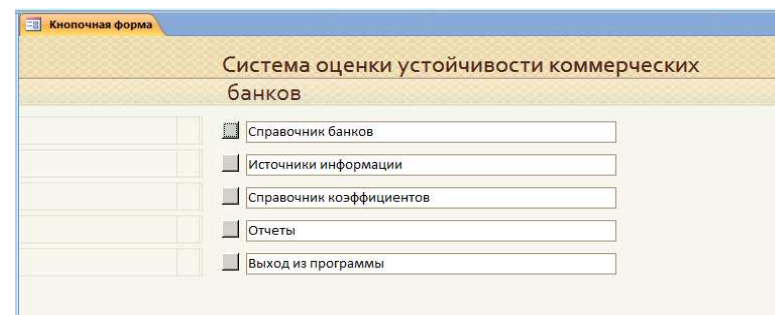 Кнопочная форма
Система оценки устойчивости коммерческих
банков
Справочник банков
Источники информации
Справочник коэффициентов
Отчеты
Выход из программы